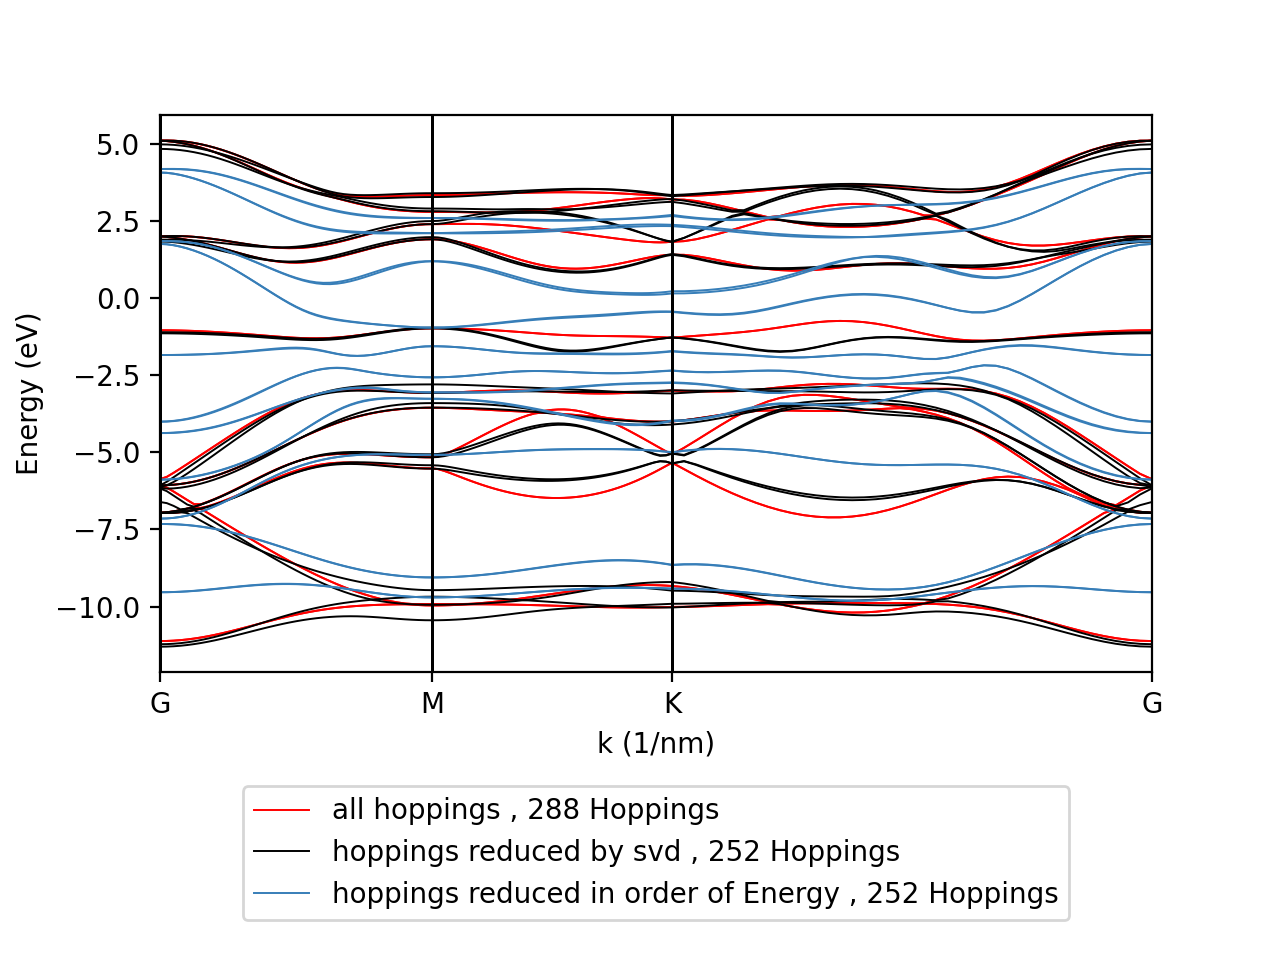 5.0
2.5
0.0
−2.5
−5.0
−7.5
−10.0
Energy (eV)
G M K G
k (1/nm)
all hoppings , 288 Hoppings
hoppings reduced by svd , 252 Hoppings
hoppings reduced in order of Energy , 252 Hoppings